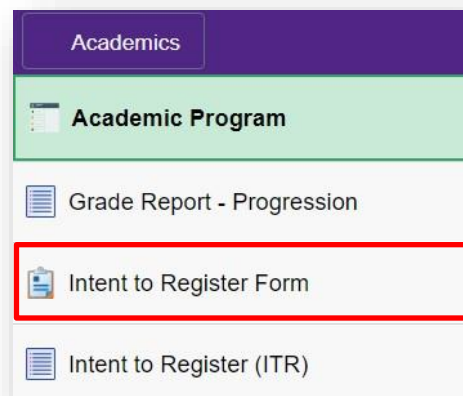 Academics
Academic Program
Grade Report - Progression
Intent to Register Form
Intent to Register (ITR)